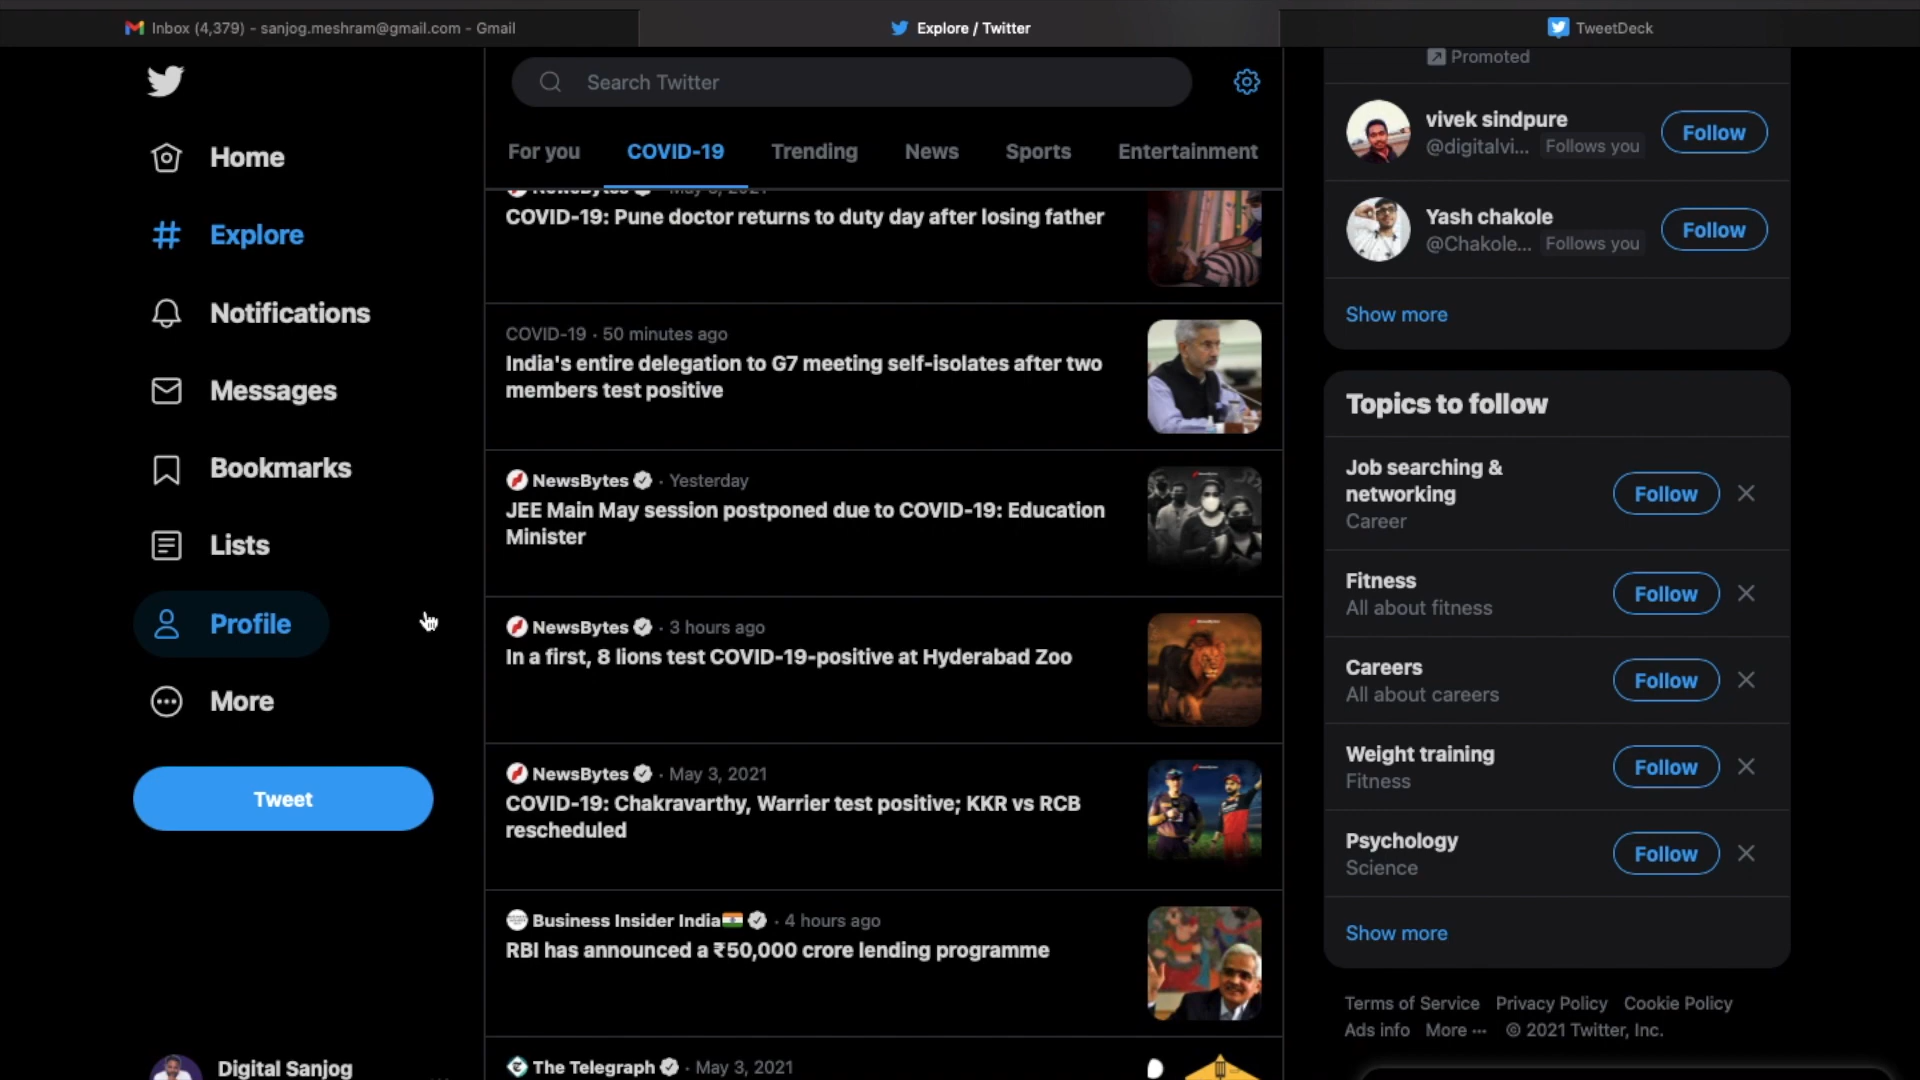 Inbox (4,379) - sanjog.meshram@gmail.com - Gmail
Explore / Twitter
TweetDeck
Home
Explore
Notifications
Messages
Bookmarks
Lists
Profile
More
Tweet
Digital Sanjog
Search Twitter
For you
COVID-19
Trending
News
Sports
Entertainment
NewsBytes · May 3, 2021
COVID-19: Pune doctor returns to duty day after losing father
COVID-19 · 50 minutes ago
India's entire delegation to G7 meeting self-isolates after two
members test positive
NewsBytes · Yesterday
JEE Main May session postponed due to COVID-19: Education
Minister
NewsBytes · 3 hours ago
In a first, 8 lions test COVID-19-positive at Hyderabad Zoo
NewsBytes · May 3, 2021
COVID-19: Chakravarthy, Warrier test positive; KKR vs RCB
rescheduled
Business Insider India🇮🇳 · 4 hours ago
RBI has announced a ₹50,000 crore lending programme
The Telegraph · May 3, 2021
Promoted
vivek sindpure
@digitalvi... Follows you
Follow
Yash chakole
@Chakole... Follows you
Follow
Show more
Topics to follow
Job searching &
networking
Career
Follow
Fitness
All about fitness
Follow
Careers
All about careers
Follow
Weight training
Fitness
Follow
Psychology
Science
Follow
Show more
Terms of Service Privacy Policy Cookie Policy
Ads info More ··· © 2021 Twitter, Inc.